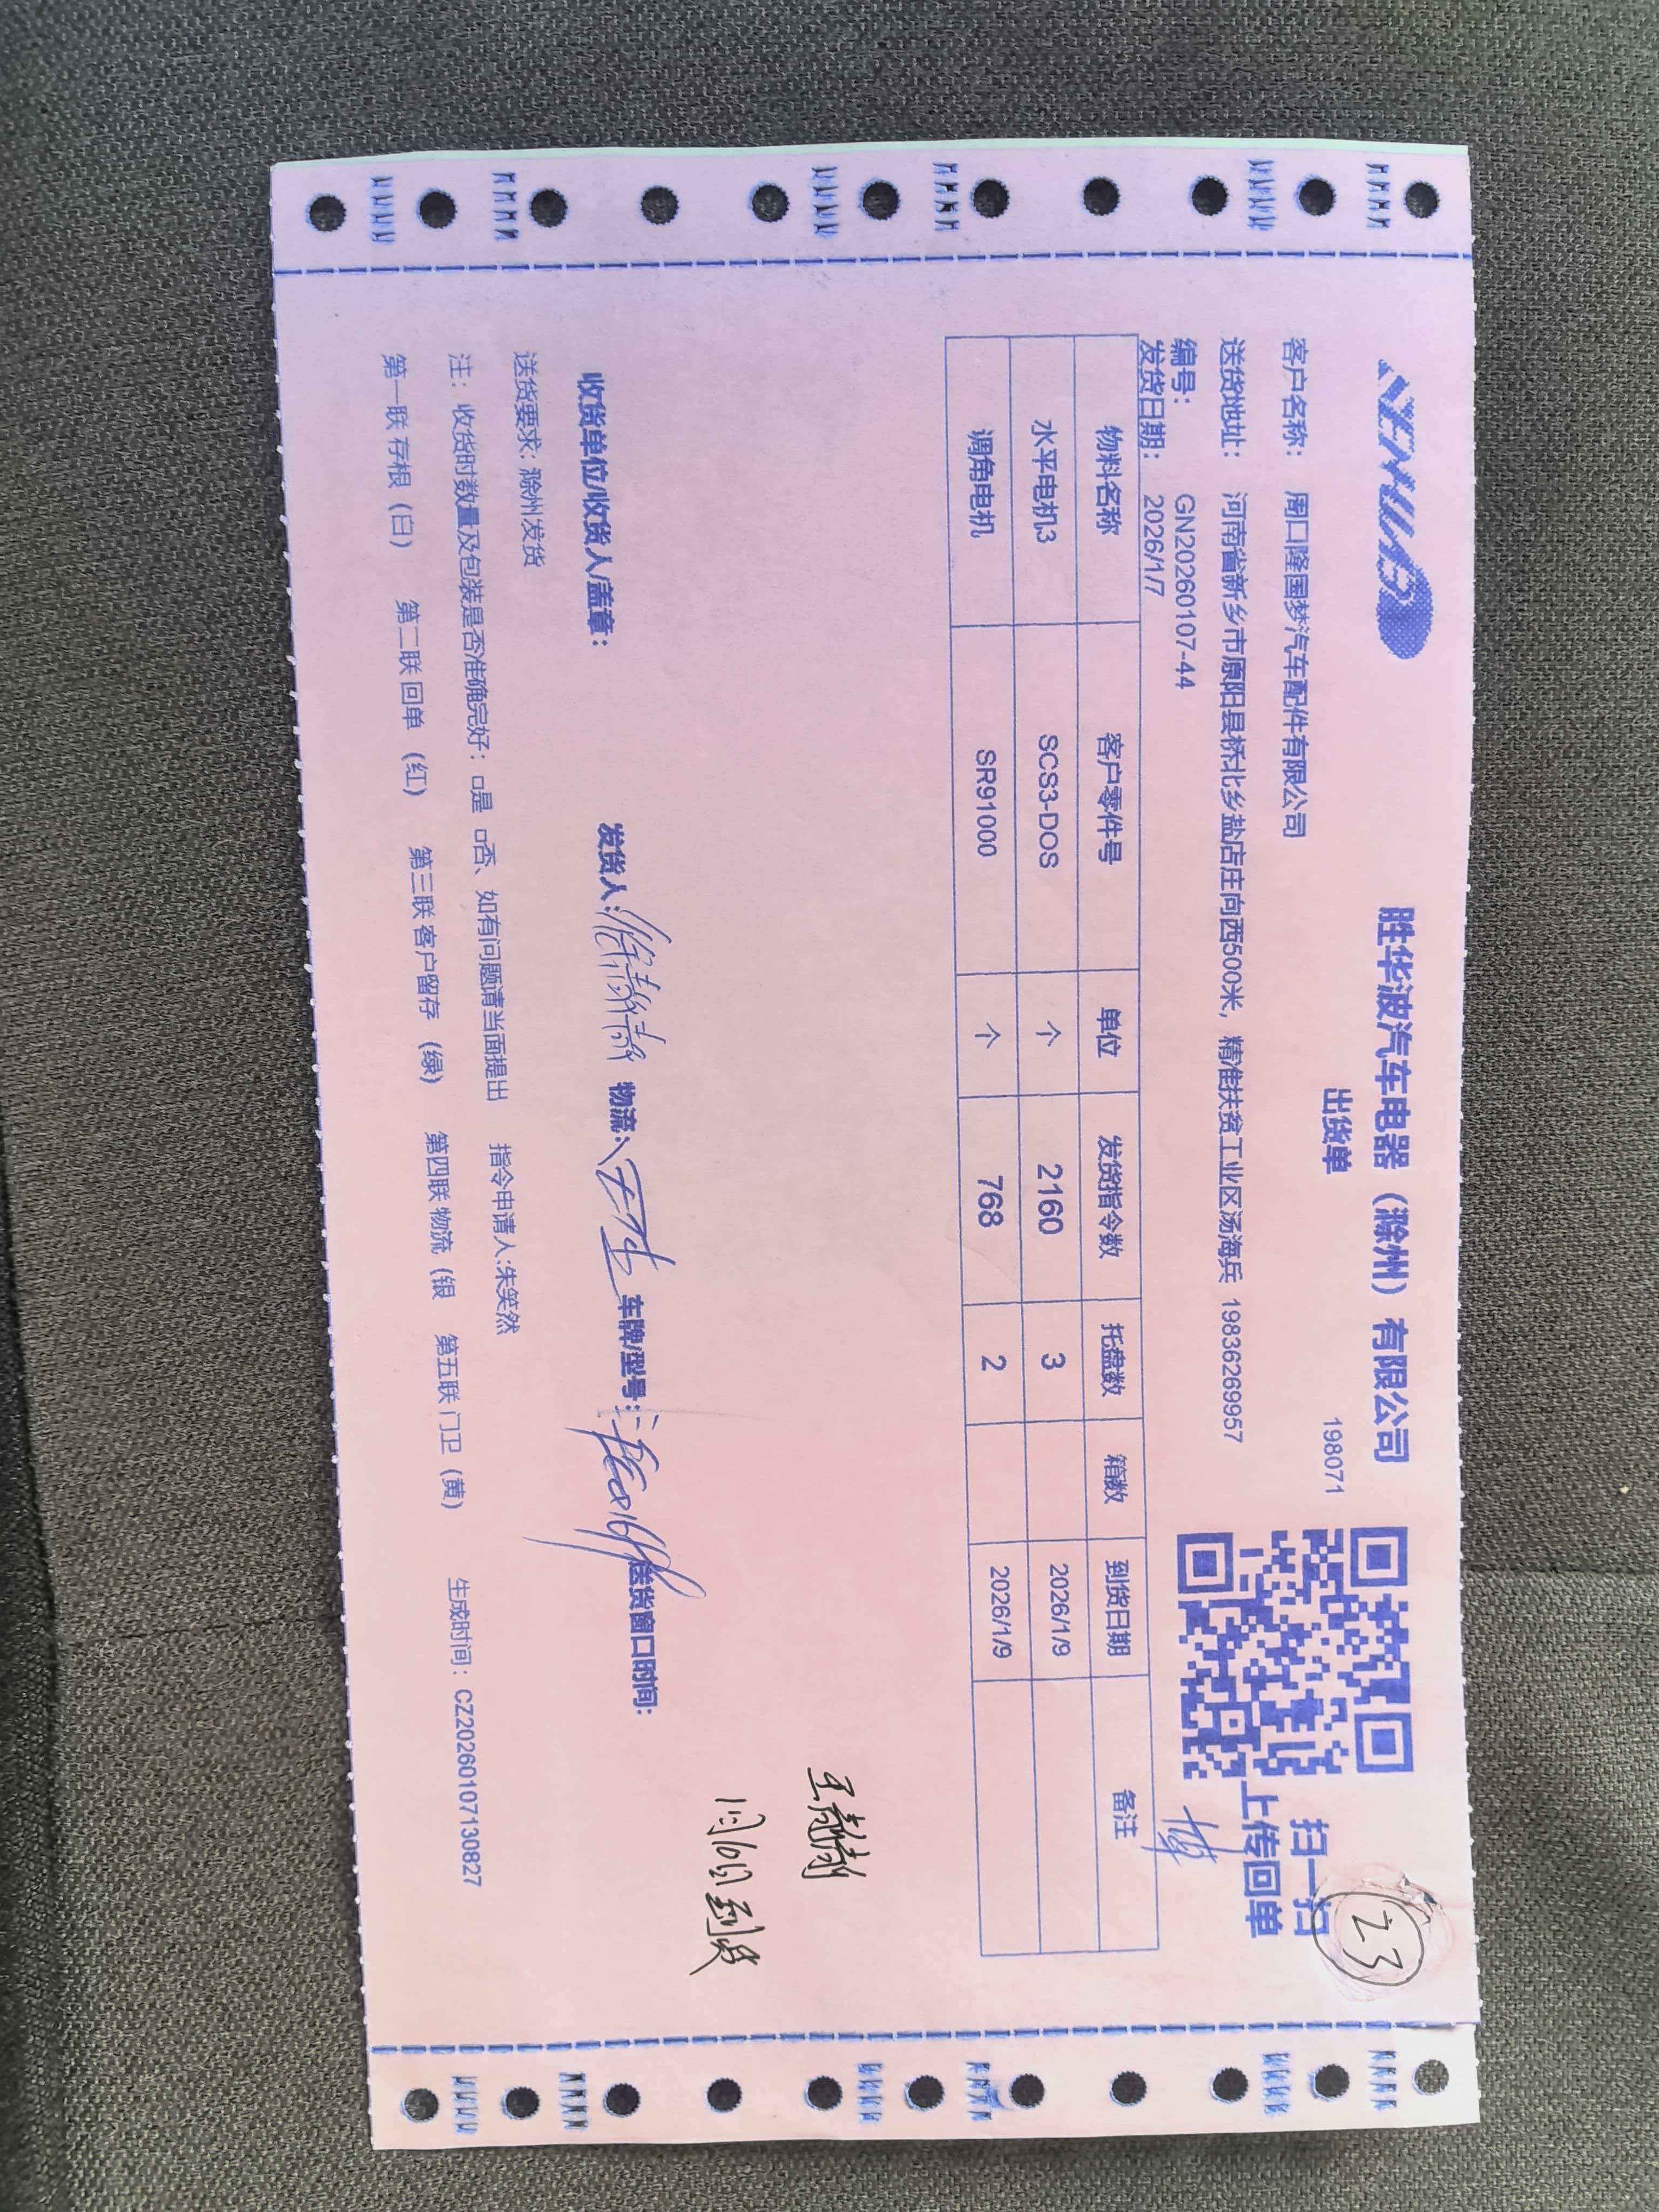 SHB
胜华波汽车电器（滁州）有限公司
出货单
198071
扫一扫
上传回单
23
客户名称： 周口隆国梦汽车配件有限公司
送货地址： 河南省新乡市原阳县桥北乡盐店庄向西500米，精准扶贫工业区汤海兵 19836269957
编号： GN20260107-44
发货日期： 2026/1/7
物料名称 客户零件号 单位 发货指令数 托盘数 箱数 到货日期 备注
水平电机3 SCS3-DOS 个 2160 3 2026/1/9
调角电机 SR91000 个 768 2 2026/1/9
1月10日到货
收货单位/收货人/盖章： 发货人： 物流： 车牌/型号： 送货窗口时间：
送货要求: 滁州发货
注： 收货时数量及包装是否准确完好：□是 □否、如有问题请当面提出 指令申请人:朱笑然
第一联 存根（白） 第二联 回单（红） 第三联 客户留存（绿） 第四联 物流（银 第五联 门卫（黄） 生成时间：CZ20260107130827